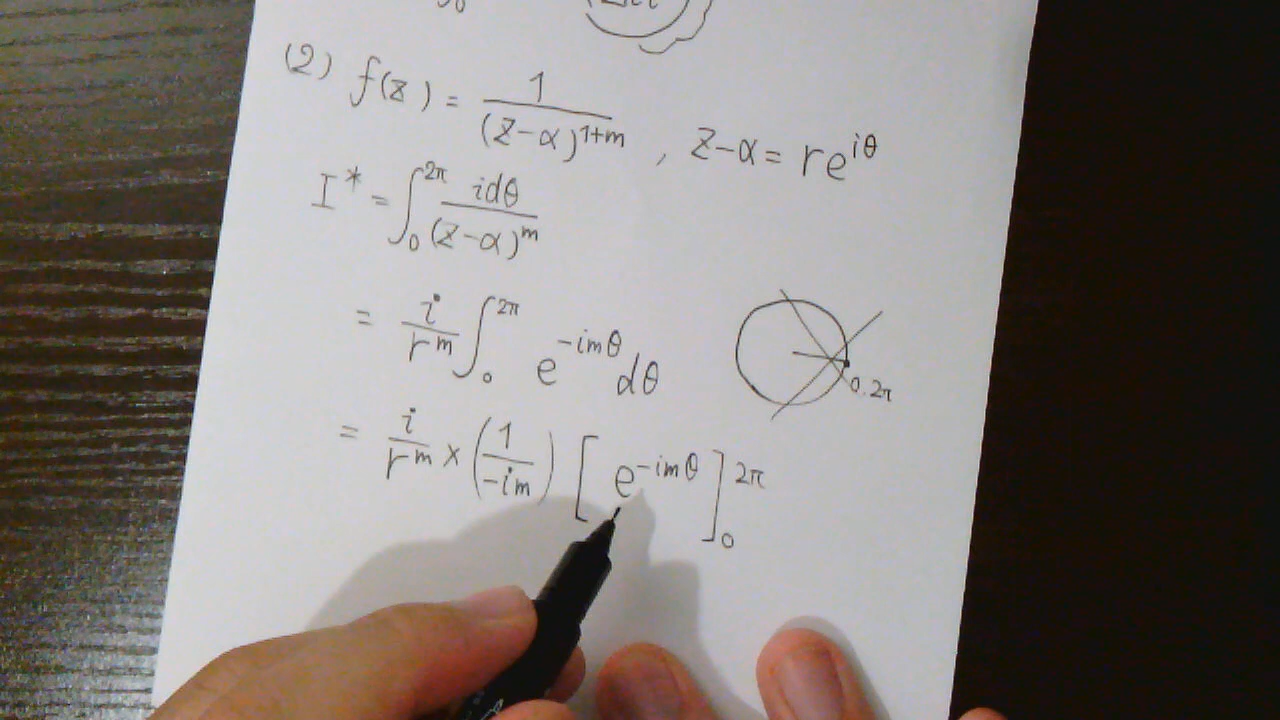 (2) f(z) = 1/(z-α)^{1+m} , z-α = re^{iθ}
I* = ∫_0^{2π} idθ/(z-α)^m
= i/r^m ∫_0^{2π} e^{-imθ} dθ
0.2π
= i/r^m × (1/-im) [ e^{-imθ} ]_0^{2π}